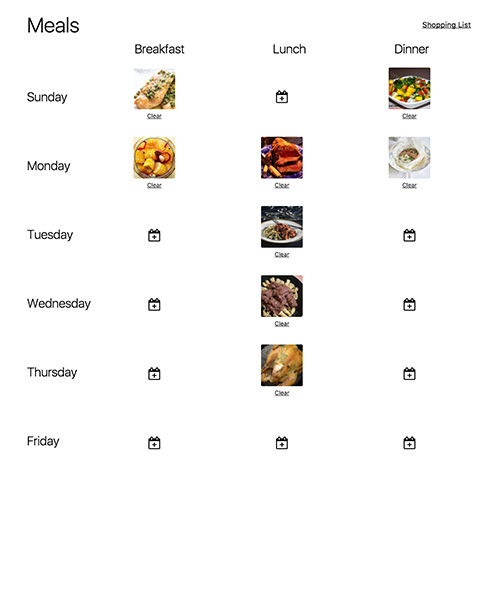 Meals
Shopping List
Breakfast Lunch Dinner
Sunday
Clear Clear
Monday
Clear Clear Clear
Tuesday
Clear
Wednesday
Clear
Thursday
Clear
Friday